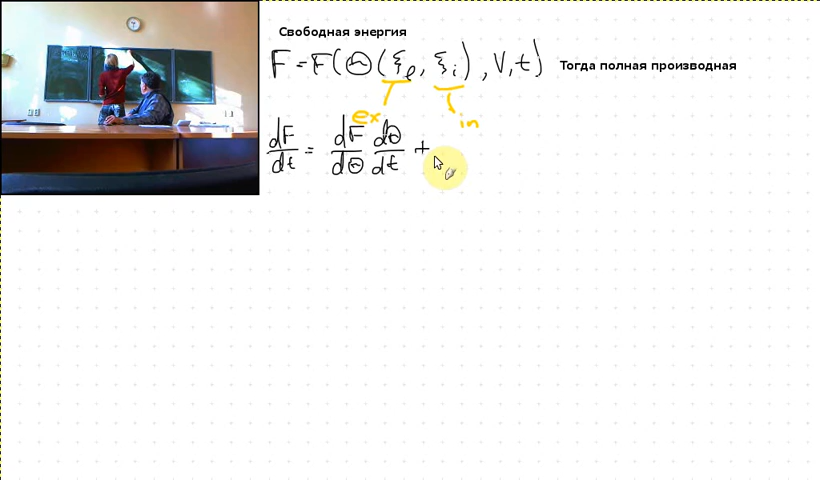 Свободная энергия
F = F(Θ(ξe, ξi), V, t) Тогда полная производная
ex in
dF/dt = dF/dΘ dΘ/dt +